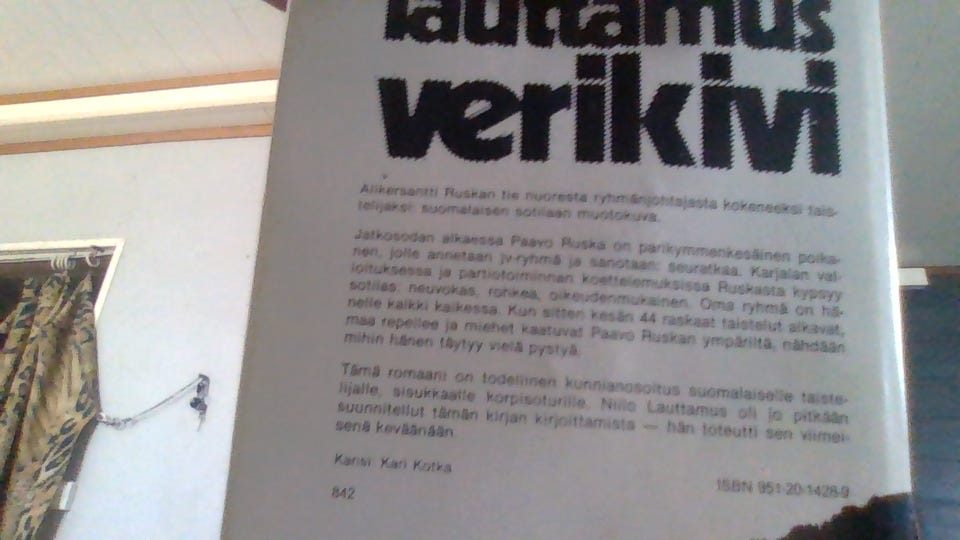 lauttamus
verikivi
Alikersantti Ruskan tie nuoresta ryhmänjohtajasta kokeneeksi tais-
telijaksi: suomalaisen sotilaan muotokuva.
Jatkosodan alkaessa Paavo Ruska on parikymmenkesäinen poika-
nen, jolle annetaan jv-ryhmä ja sanotaan: seuratkaa. Karjalan val-
loituksessa ja partiotoiminnan koettelemuksissa Ruskasta kypsyy
sotilas: neuvokas, rohkea, oikeudenmukainen. Oma ryhmä on hä-
nelle kaikki kaikessa. Kun sitten kesän 44 raskaat taistelut alkavat,
maa repeilee ja miehet kaatuvat Paavo Ruskan ympäriltä, nähdään
mihin hänen täytyy vielä pystyä.
Tämä romaani on todellinen kunnianosoitus suomalaiselle taiste-
lijalle, sisukkaalle korpisoturille. Niilo Lauttamus oli jo pitkään
suunnitellut tämän kirjan kirjoittamista — hän toteutti sen viimei-
senä keväänään.
Kansi: Kari Kotka
842
ISBN 951-20-1428-9